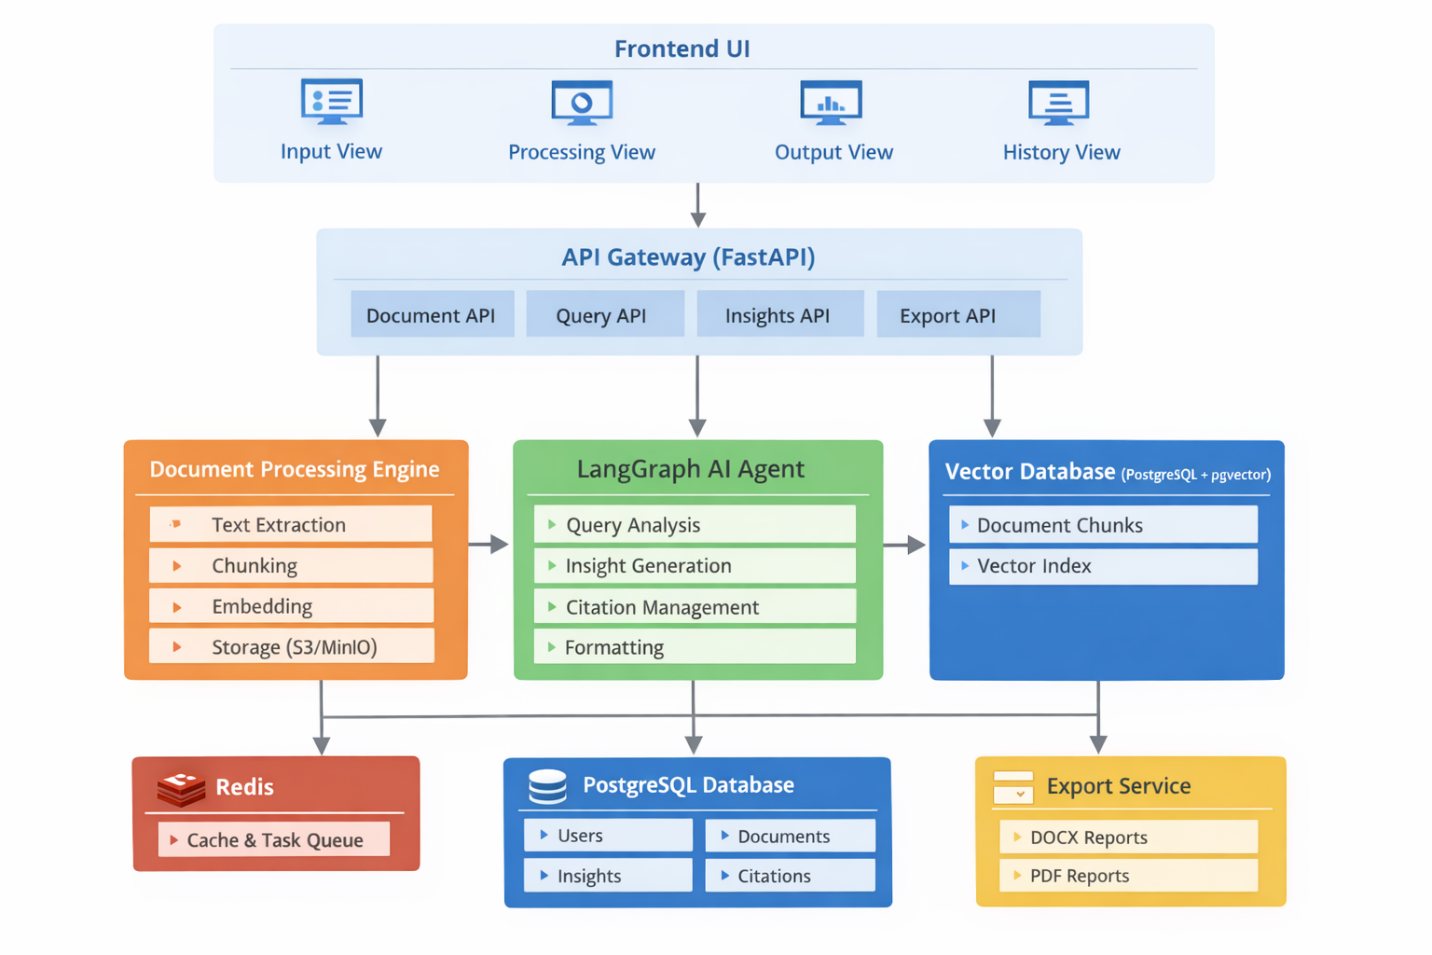 Frontend UI
Input View
Processing View
Output View
History View
API Gateway (FastAPI)
Document API
Query API
Insights API
Export API
Document Processing Engine
Text Extraction
Chunking
Embedding
Storage (S3/MinIO)
LangGraph AI Agent
Query Analysis
Insight Generation
Citation Management
Formatting
Vector Database (PostgreSQL + pgvector)
Document Chunks
Vector Index
Redis
Cache & Task Queue
PostgreSQL Database
Users
Documents
Insights
Citations
Export Service
DOCX Reports
PDF Reports